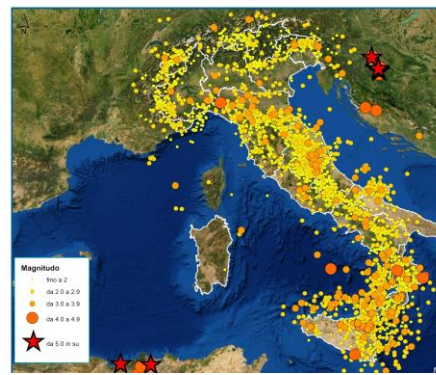 N
Magnitudo
fino a 2
da 2.0 a 2.9
da 3.0 a 3.9
da 4.0 a 4.9
da 5.0 in su